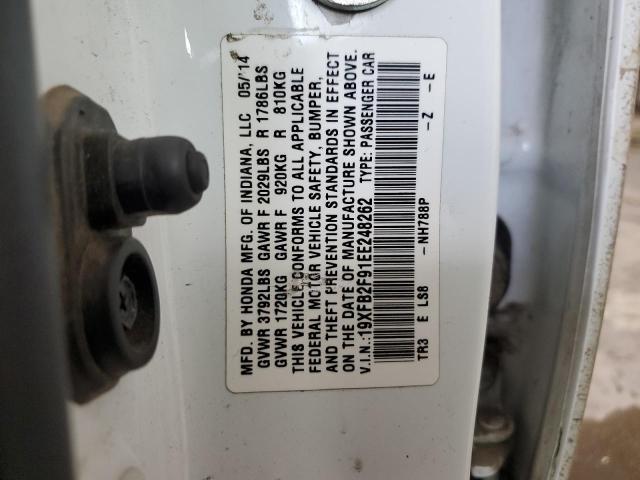 MFD. BY HONDA MFG. OF INDIANA, LLC 05/'14
GVWR 3792LBS GAWR F 2029LBS R 1786LBS
GVWR 1720KG GAWR F 920KG R 810KG
THIS VEHICLE CONFORMS TO ALL APPLICABLE
FEDERAL MOTOR VEHICLE SAFETY, BUMPER,
AND THEFT PREVENTION STANDARDS IN EFFECT
ON THE DATE OF MANUFACTURE SHOWN ABOVE.
V.I.N.: 19XFB2F91EE248262 TYPE: PASSENGER CAR
TR3 E LS8 -NH788P -Z -E